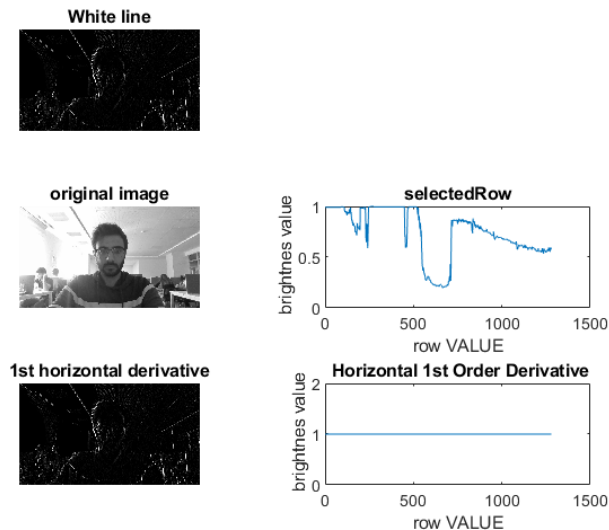 White line
original image
selectedRow
brightnes value
1
0.5
0
0
500
1000
1500
row VALUE
1st horizontal derivative
Horizontal 1st Order Derivative
brightnes value
2
1
0
0
500
1000
1500
row VALUE